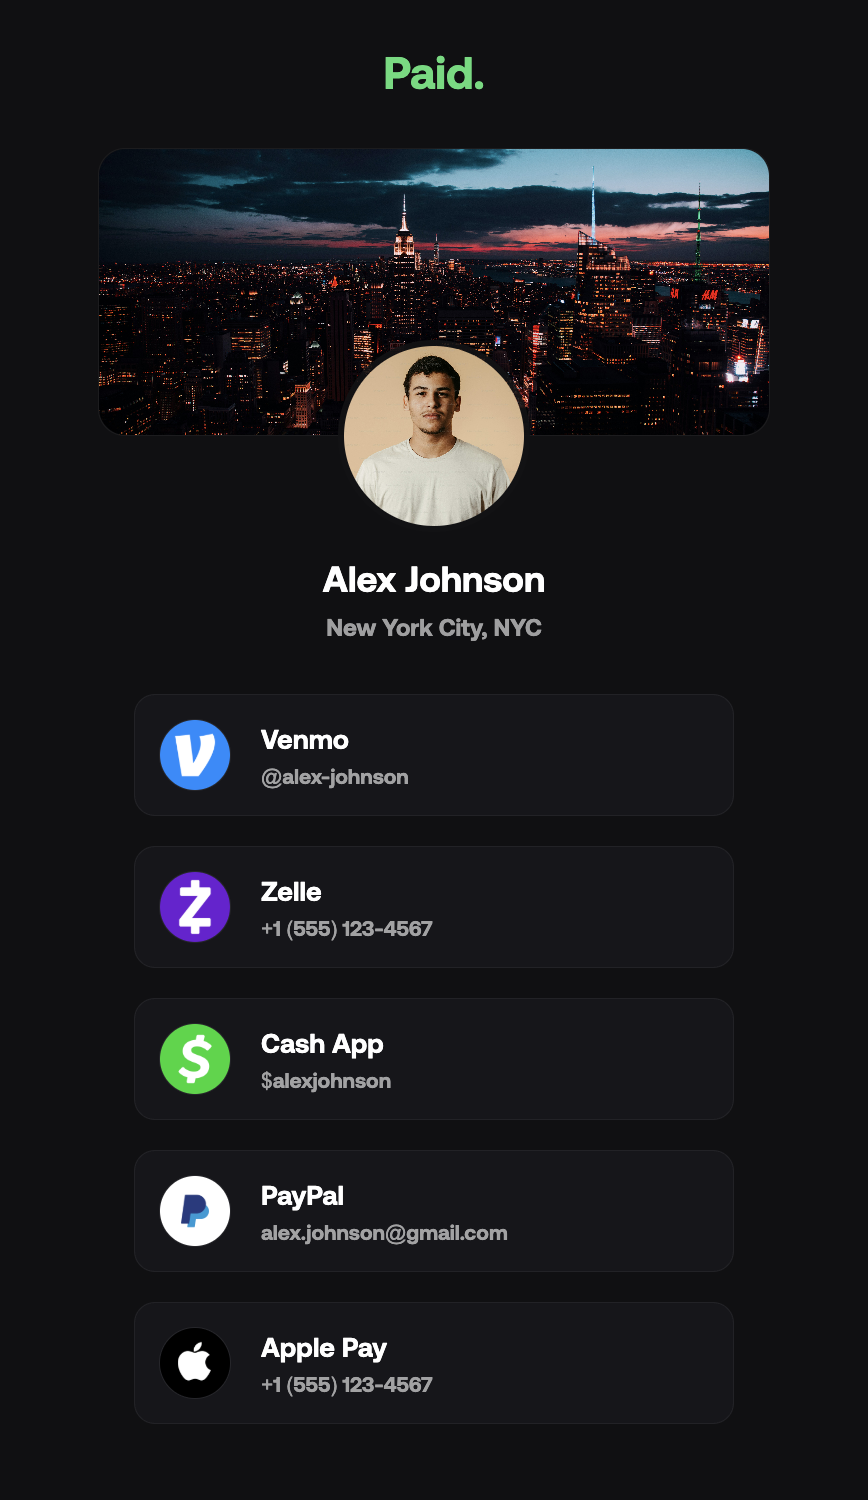 Paid.
H&M
Alex Johnson
New York City, NYC
Venmo
@alex-johnson
Zelle
+1 (555) 123-4567
Cash App
$alexjohnson
PayPal
alex.johnson@gmail.com
Apple Pay
+1 (555) 123-4567